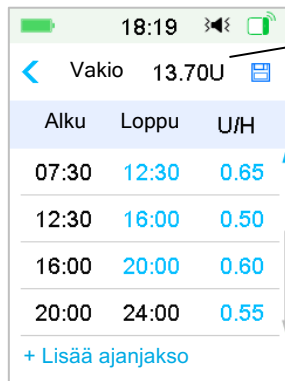 18:19
Vakio 13.70U
Alku Loppu U/H
07:30 12:30 0.65
12:30 16:00 0.50
16:00 20:00 0.60
20:00 24:00 0.55
+ Lisää ajanjakso